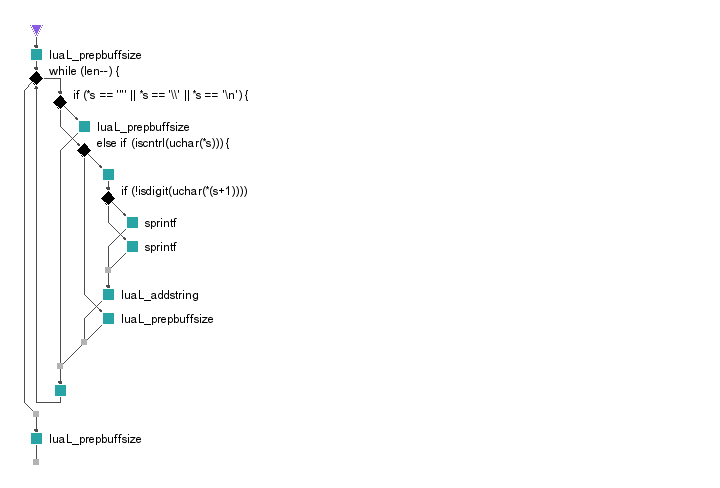 luaL_prepbuffsize
while (len--) {
if (*s == '"' || *s == '\\' || *s == '\n') {
luaL_prepbuffsize
else if (iscntrl(uchar(*s))) {
if (!isdigit(uchar(*(s+1))))
sprintf
sprintf
luaL_addstring
luaL_prepbuffsize
luaL_prepbuffsize